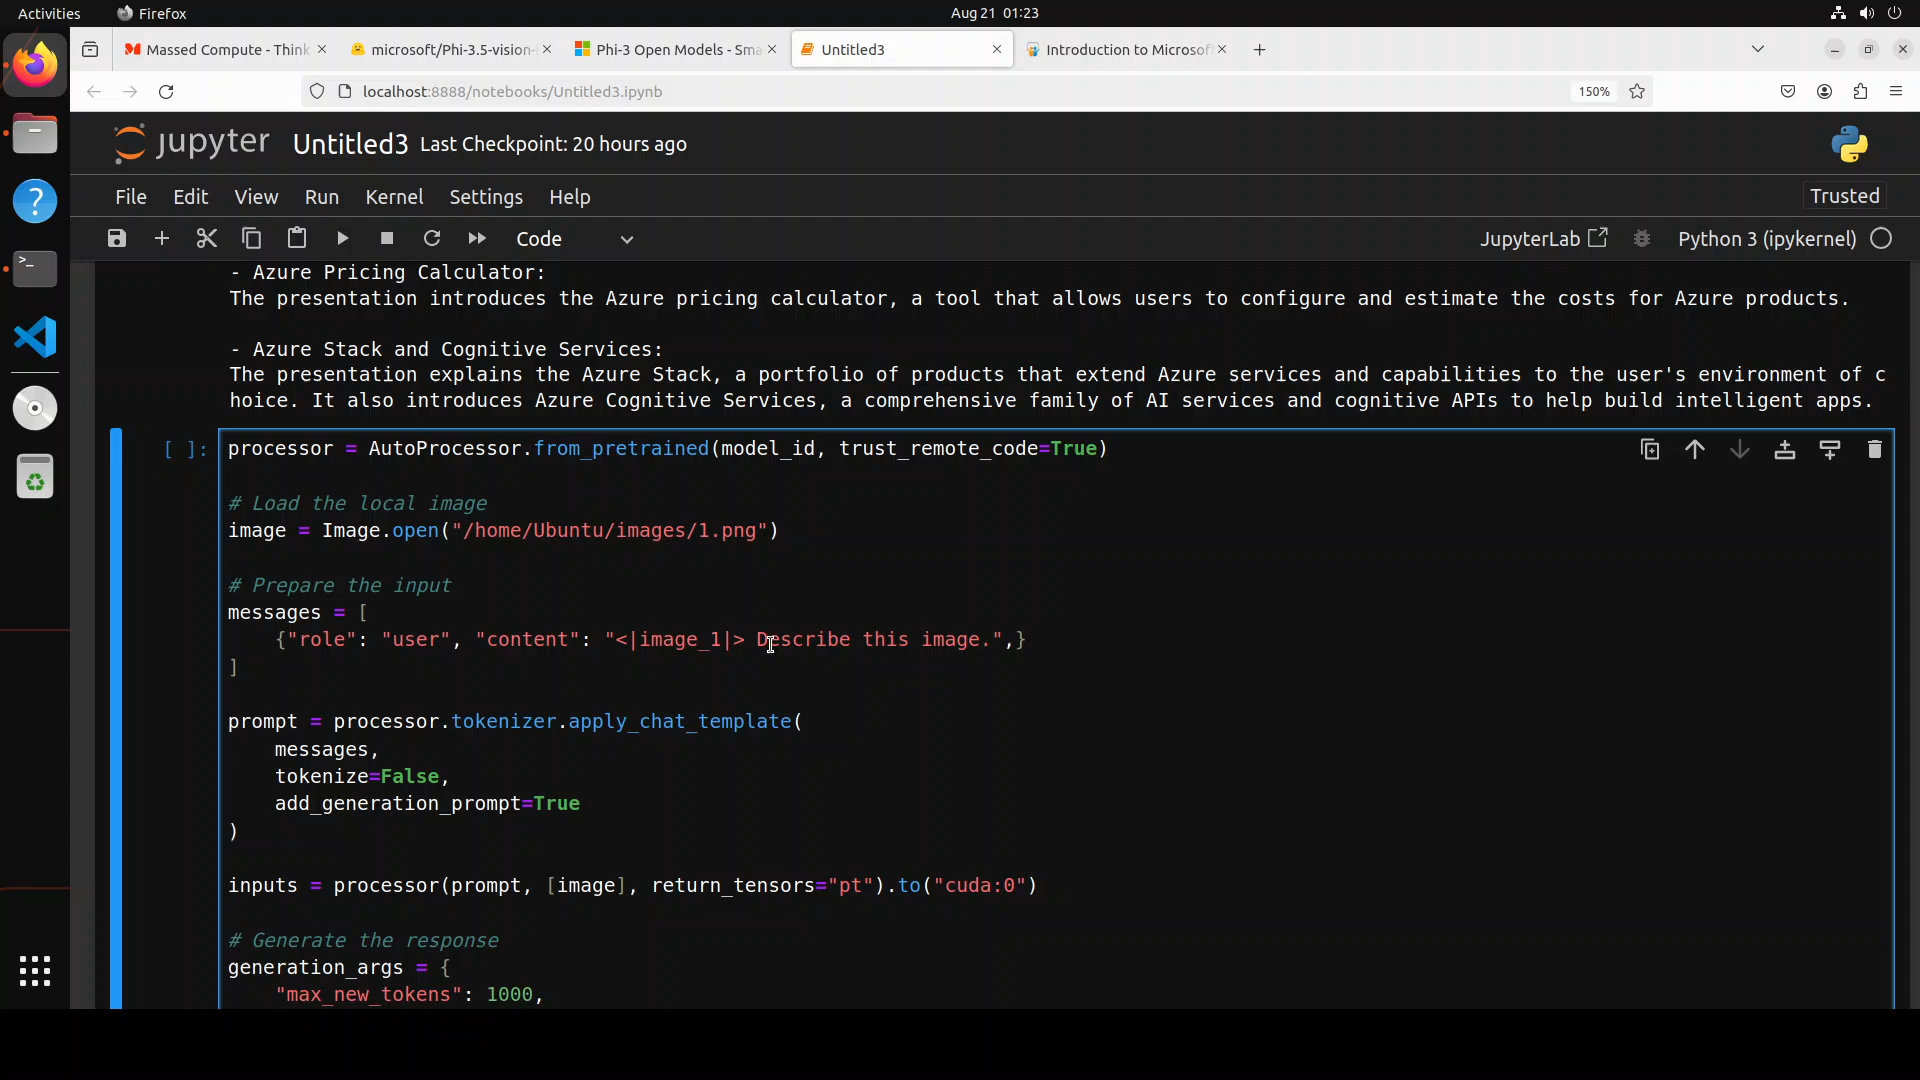 Activities Firefox Aug 21 01:23
Massed Compute - Think microsoft/Phi-3.5-vision- Phi-3 Open Models - Sma Untitled3 Introduction to Microsof
localhost:8888/notebooks/Untitled3.ipynb 150%
jupyter Untitled3 Last Checkpoint: 20 hours ago
File Edit View Run Kernel Settings Help Trusted
Code JupyterLab Python 3 (ipykernel)
- Azure Pricing Calculator:
The presentation introduces the Azure pricing calculator, a tool that allows users to configure and estimate the costs for Azure products.
- Azure Stack and Cognitive Services:
The presentation explains the Azure Stack, a portfolio of products that extend Azure services and capabilities to the user's environment of c
hoice. It also introduces Azure Cognitive Services, a comprehensive family of AI services and cognitive APIs to help build intelligent apps.
[ ]: processor = AutoProcessor.from_pretrained(model_id, trust_remote_code=True)
# Load the local image
image = Image.open("/home/Ubuntu/images/1.png")
# Prepare the input
messages = [
    {"role": "user", "content": "<|image_1|> Describe this image.",}
]
prompt = processor.tokenizer.apply_chat_template(
    messages,
    tokenize=False,
    add_generation_prompt=True
)
inputs = processor(prompt, [image], return_tensors="pt").to("cuda:0")
# Generate the response
generation_args = {
    "max_new_tokens": 1000,